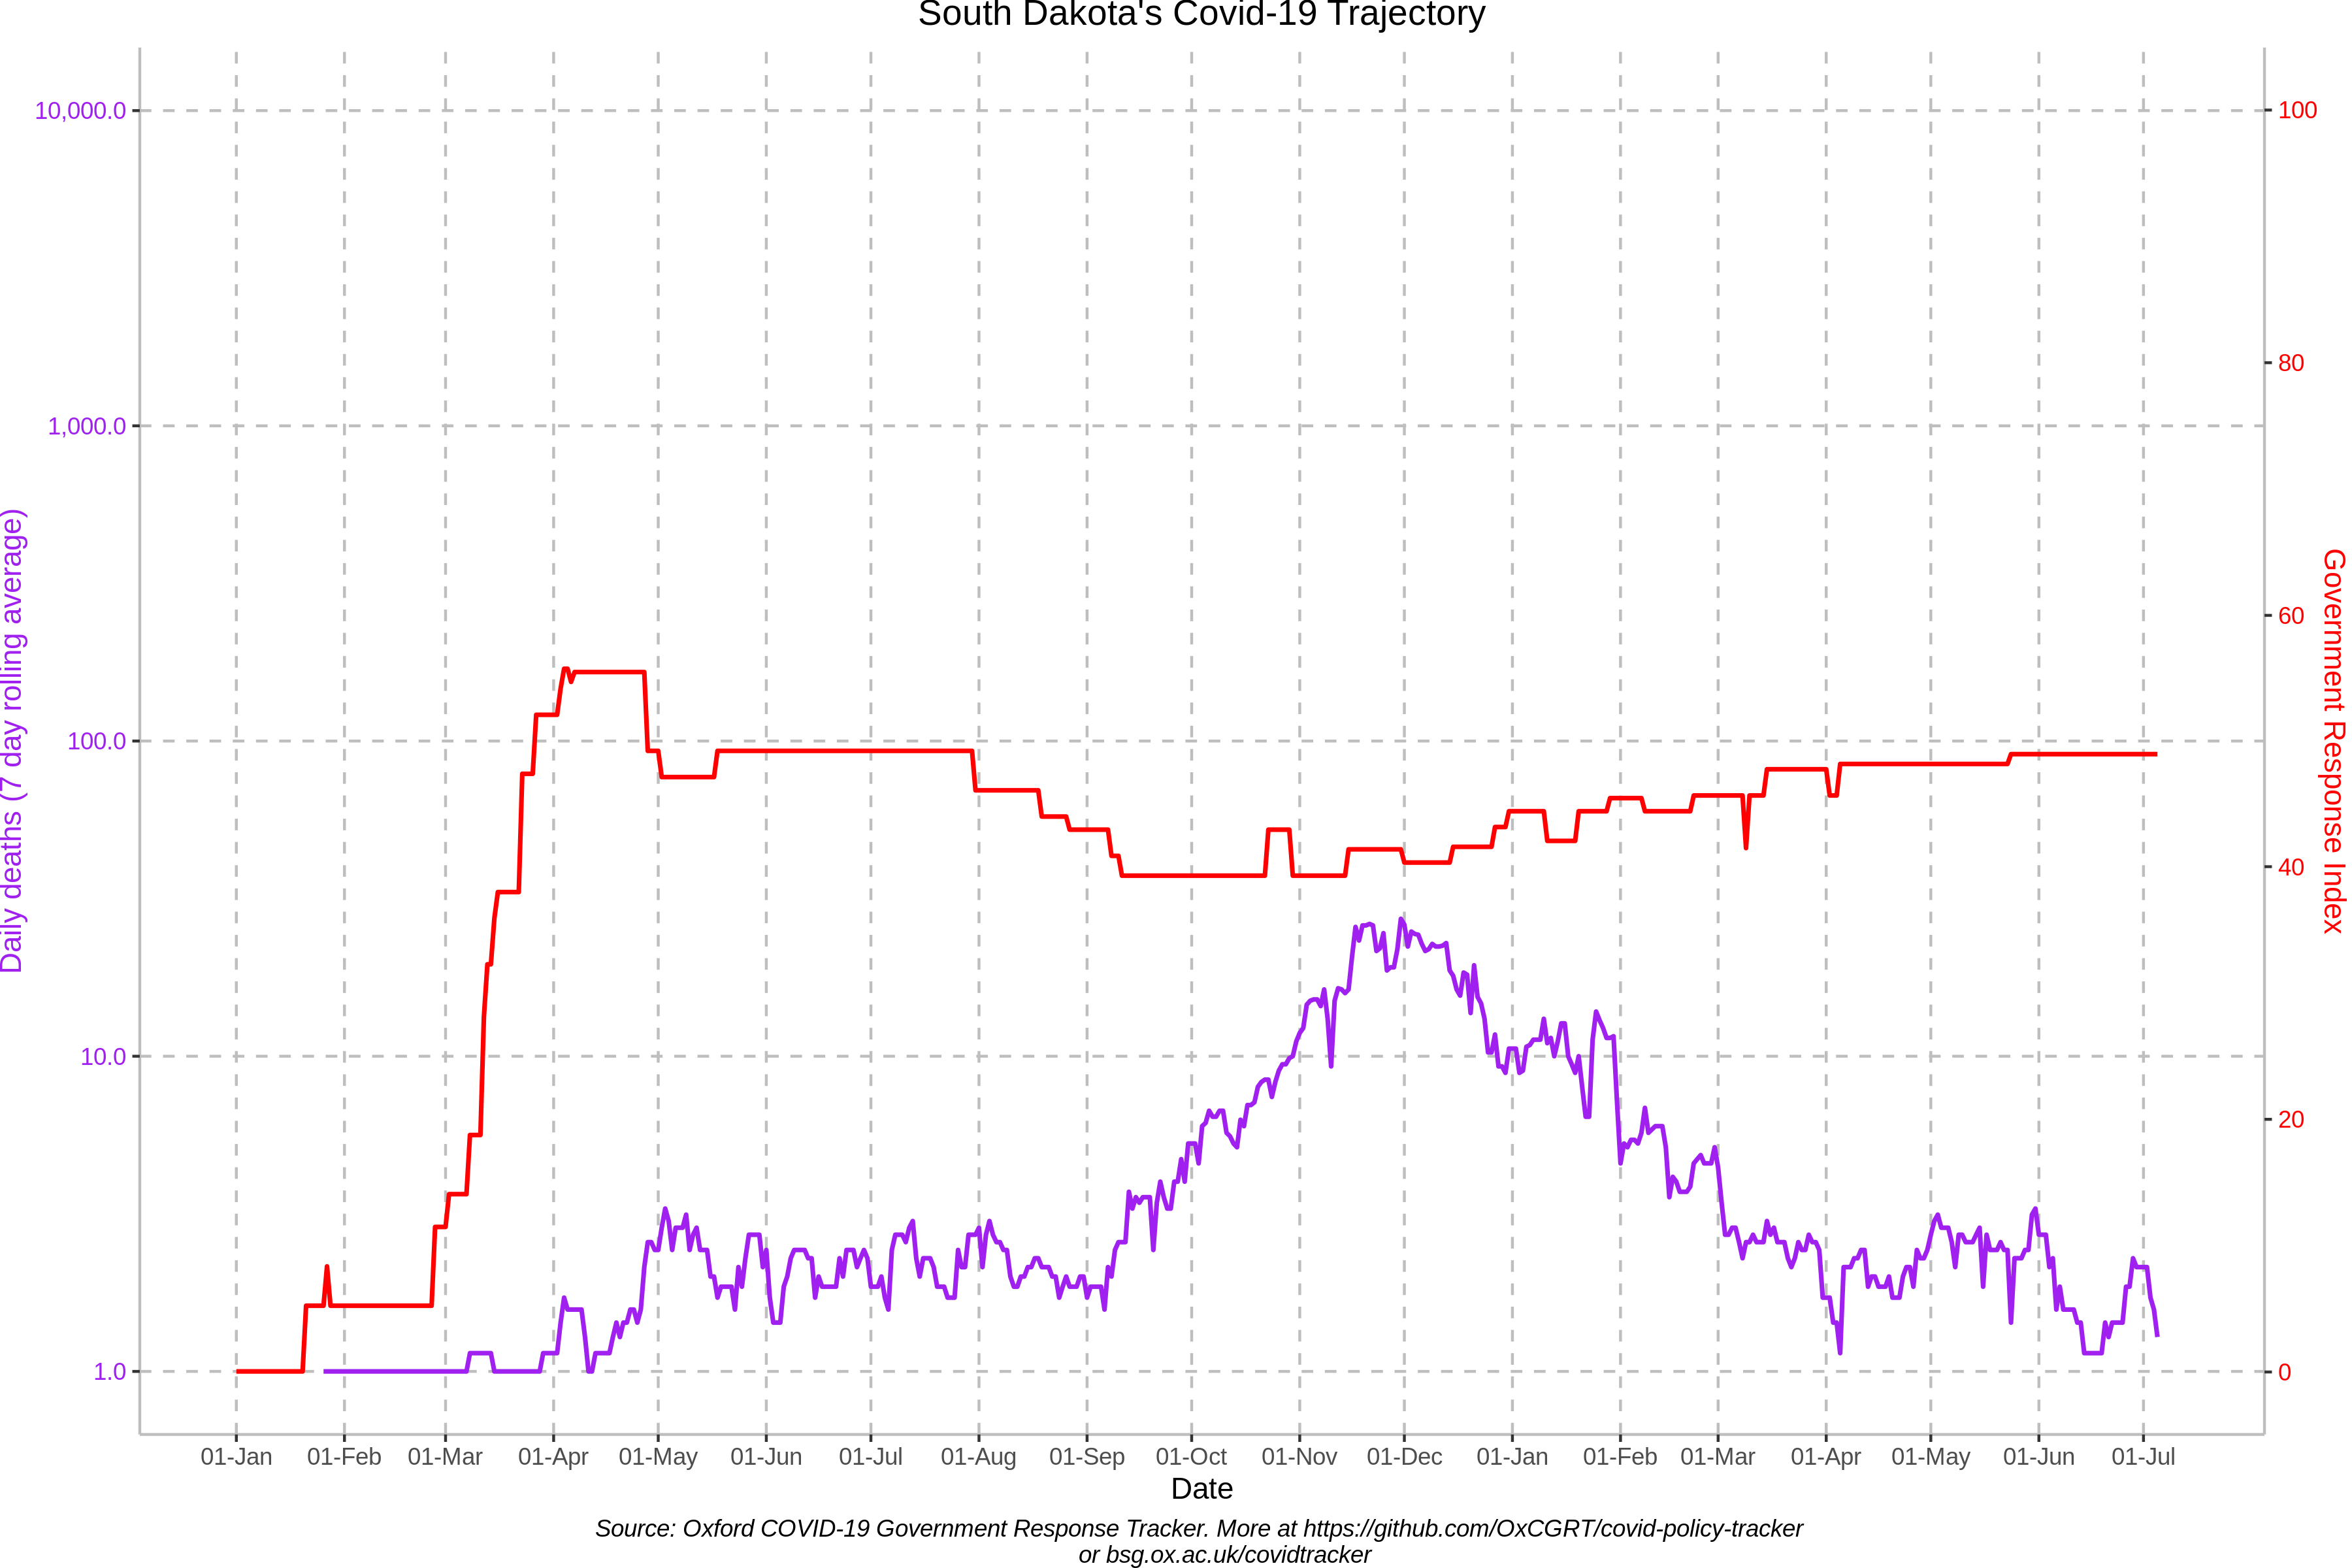 South Dakota's Covid-19 Trajectory
Daily deaths (7 day rolling average)
10,000.0
1,000.0
100.0
10.0
1.0
100
80
60
40
20
0
Government Response Index
01-Jan 01-Feb 01-Mar 01-Apr 01-May 01-Jun 01-Jul 01-Aug 01-Sep 01-Oct 01-Nov 01-Dec 01-Jan 01-Feb 01-Mar 01-Apr 01-May 01-Jun 01-Jul
Date
Source: Oxford COVID-19 Government Response Tracker. More at https://github.com/OxCGRT/covid-policy-tracker
or bsg.ox.ac.uk/covidtracker